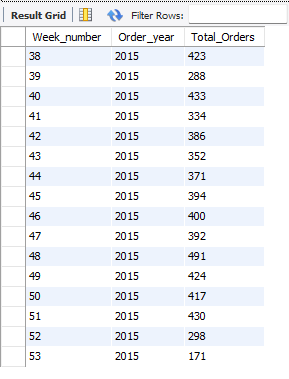 Result Grid Filter Rows:
Week_number Order_year Total_Orders
38 2015 423
39 2015 288
40 2015 433
41 2015 334
42 2015 386
43 2015 352
44 2015 371
45 2015 394
46 2015 400
47 2015 392
48 2015 491
49 2015 424
50 2015 417
51 2015 430
52 2015 298
53 2015 171